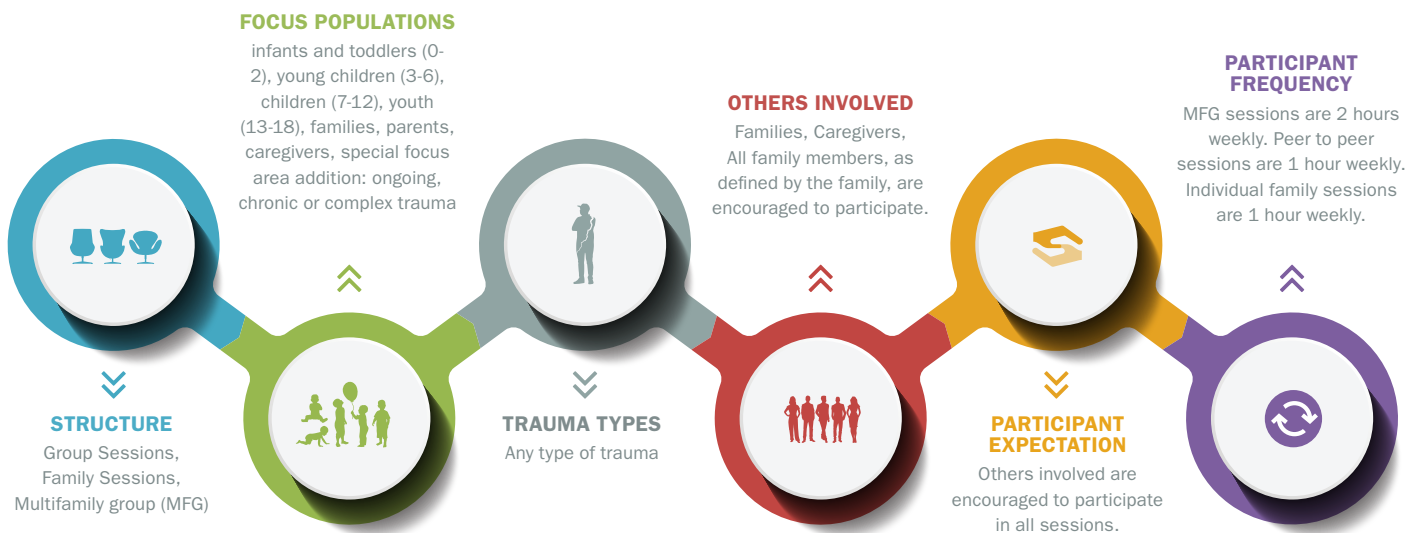 STRUCTURE
Group Sessions,
Family Sessions,
Multifamily group (MFG)
FOCUS POPULATIONS
infants and toddlers (0-
2), young children (3-6),
children (7-12), youth
(13-18), families, parents,
caregivers, special focus
area addition: ongoing,
chronic or complex trauma
TRAUMA TYPES
Any type of trauma
OTHERS INVOLVED
Families, Caregivers,
All family members, as
defined by the family, are
encouraged to participate.
PARTICIPANT
EXPECTATION
Others involved are
encouraged to participate
in all sessions.
PARTICIPANT
FREQUENCY
MFG sessions are 2 hours
weekly. Peer to peer
sessions are 1 hour weekly.
Individual family sessions
are 1 hour weekly.